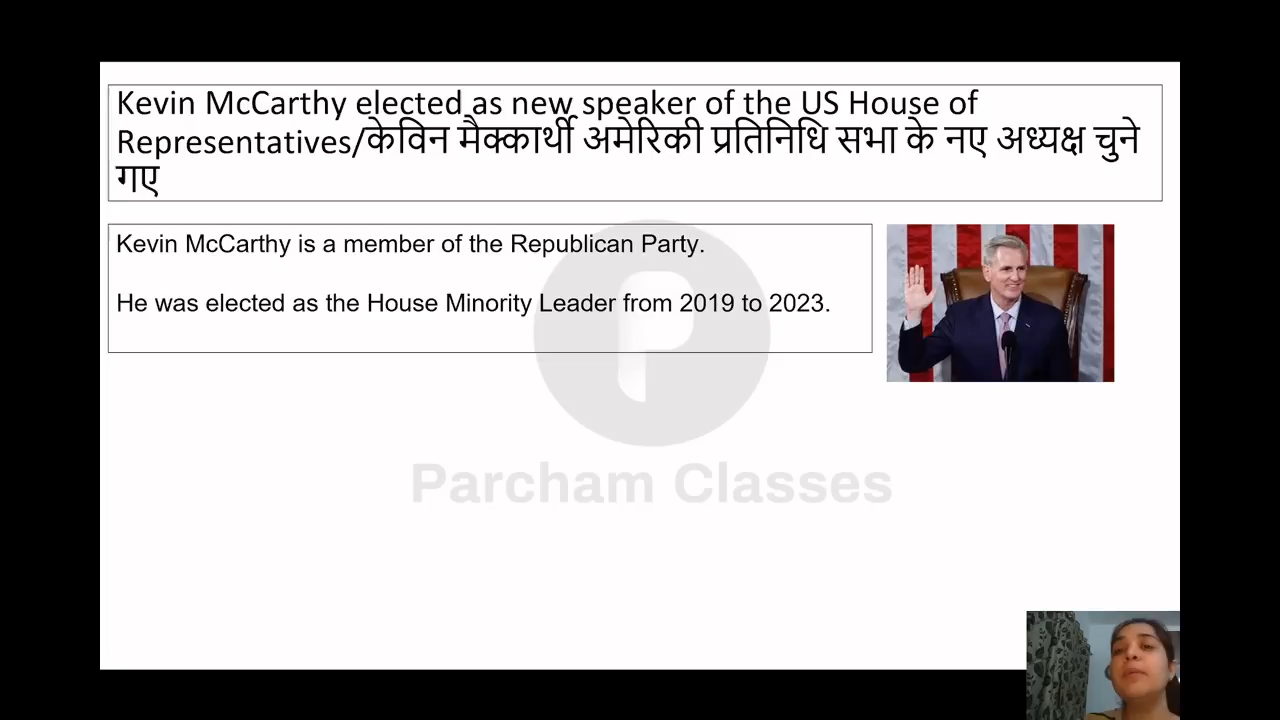 Kevin McCarthy elected as new speaker of the US House of
Representatives/केविन मैक्कार्थी अमेरिकी प्रतिनिधि सभा के नए अध्यक्ष चुने
गए
Kevin McCarthy is a member of the Republican Party.
He was elected as the House Minority Leader from 2019 to 2023.
Parcham Classes